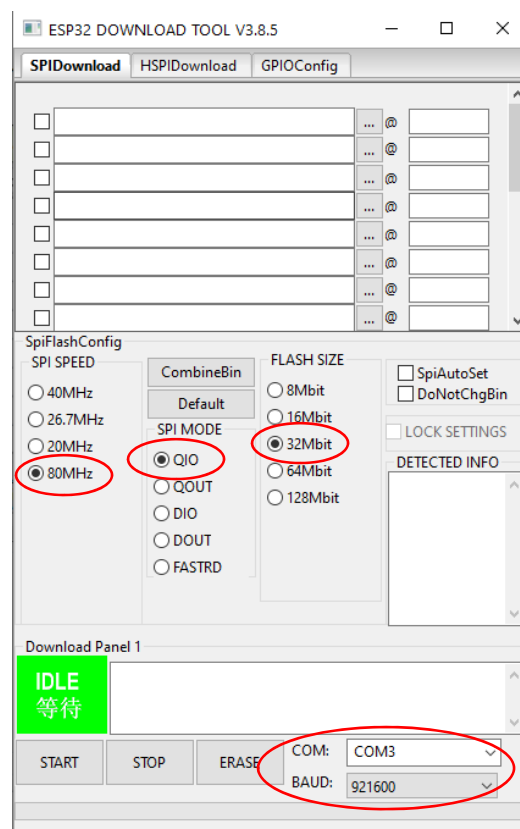 ESP32 DOWNLOAD TOOL V3.8.5
SPIDownload HSPIDownload GPIOConfig
... @
... @
... @
... @
... @
... @
... @
... @
SpiFlashConfig
SPI SPEED
40MHz
26.7MHz
20MHz
80MHz
CombineBin
Default
SPI MODE
QIO
QOUT
DIO
DOUT
FASTRD
FLASH SIZE
8Mbit
16Mbit
32Mbit
64Mbit
128Mbit
SpiAutoSet
DoNotChgBin
LOCK SETTINGS
DETECTED INFO
Download Panel 1
IDLE
等待
START STOP ERASE
COM: COM3
BAUD: 921600